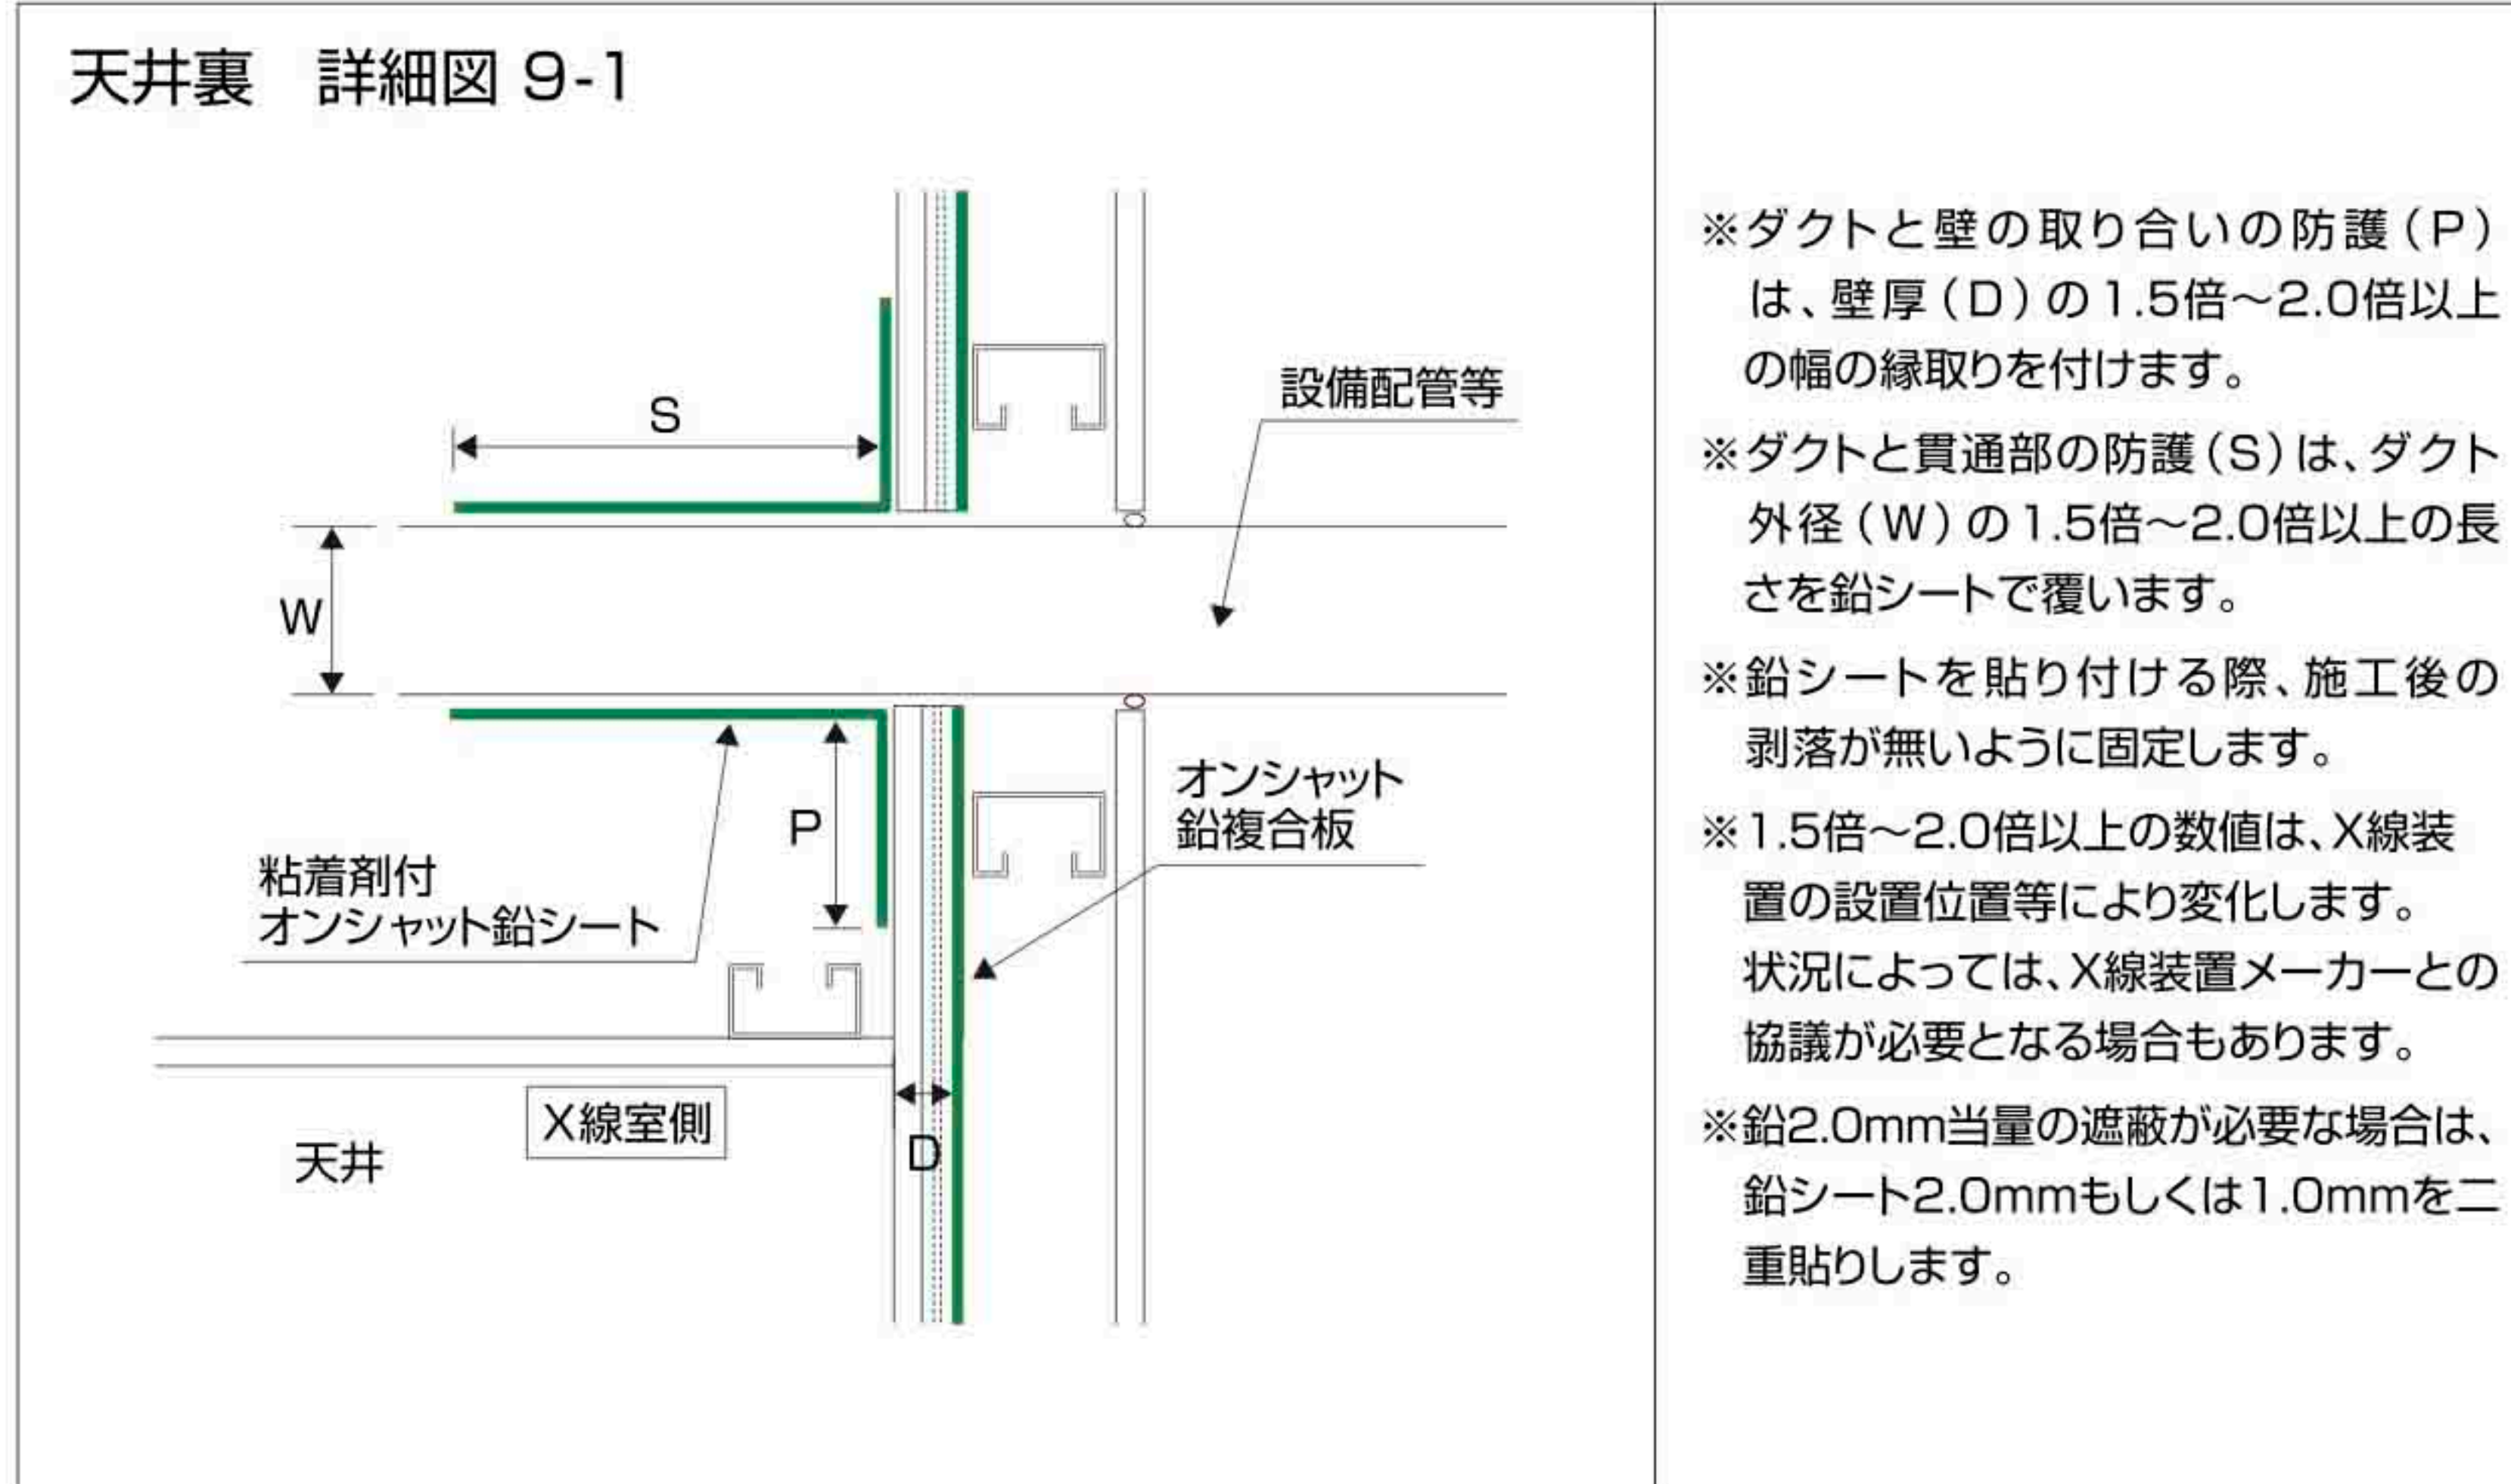 天井裏　詳細図 9-1
S
設備配管等
W
オンシャット
鉛複合板
P
粘着剤付
オンシャット鉛シート
X線室側
D
天井
※ダクトと壁の取り合いの防護(P)
は、壁厚(D)の1.5倍～2.0倍以上
の幅の縁取りを付けます。
※ダクトと貫通部の防護(S)は、ダクト
外径(W)の1.5倍～2.0倍以上の長
さを鉛シートで覆います。
※鉛シートを貼り付ける際、施工後の
剥落が無いように固定します。
※1.5倍～2.0倍以上の数値は、X線装
置の設置位置等により変化します。
状況によっては、X線装置メーカーとの
協議が必要となる場合もあります。
※鉛2.0mm当量の遮蔽が必要な場合は、
鉛シート2.0mmもしくは1.0mmを二
重貼りします。